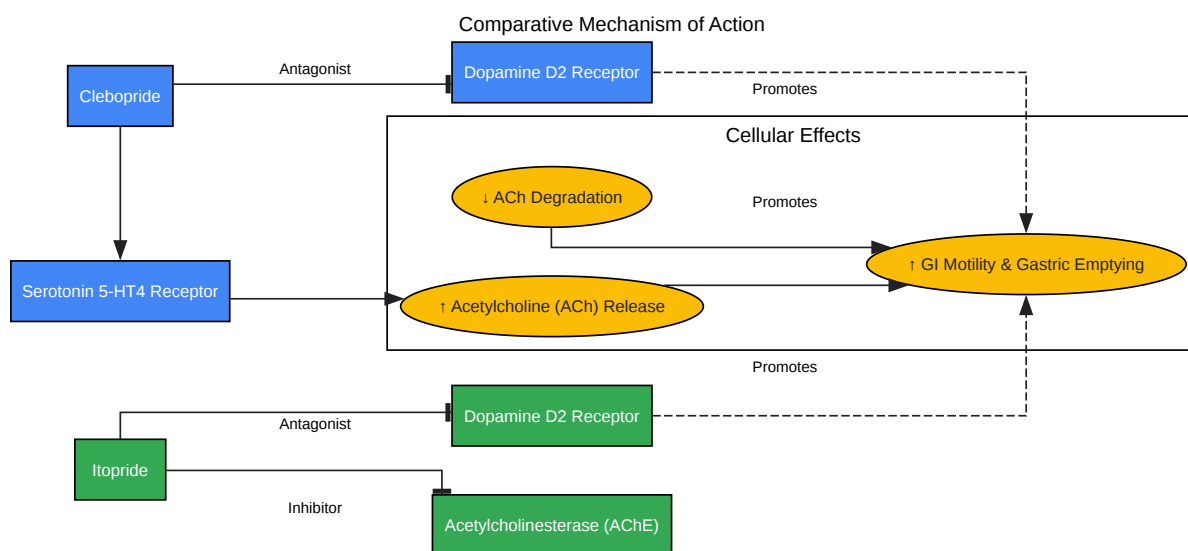 Comparative Mechanism of Action
Antagonist
Dopamine D2 Receptor
Promotes
Clebopride
Cellular Effects
↓ ACh Degradation
Promotes
↑ GI Motility & Gastric Emptying
Serotonin 5-HT4 Receptor
↑ Acetylcholine (ACh) Release
Promotes
Dopamine D2 Receptor
Antagonist
Itopride
Inhibitor
Acetylcholinesterase (AChE)